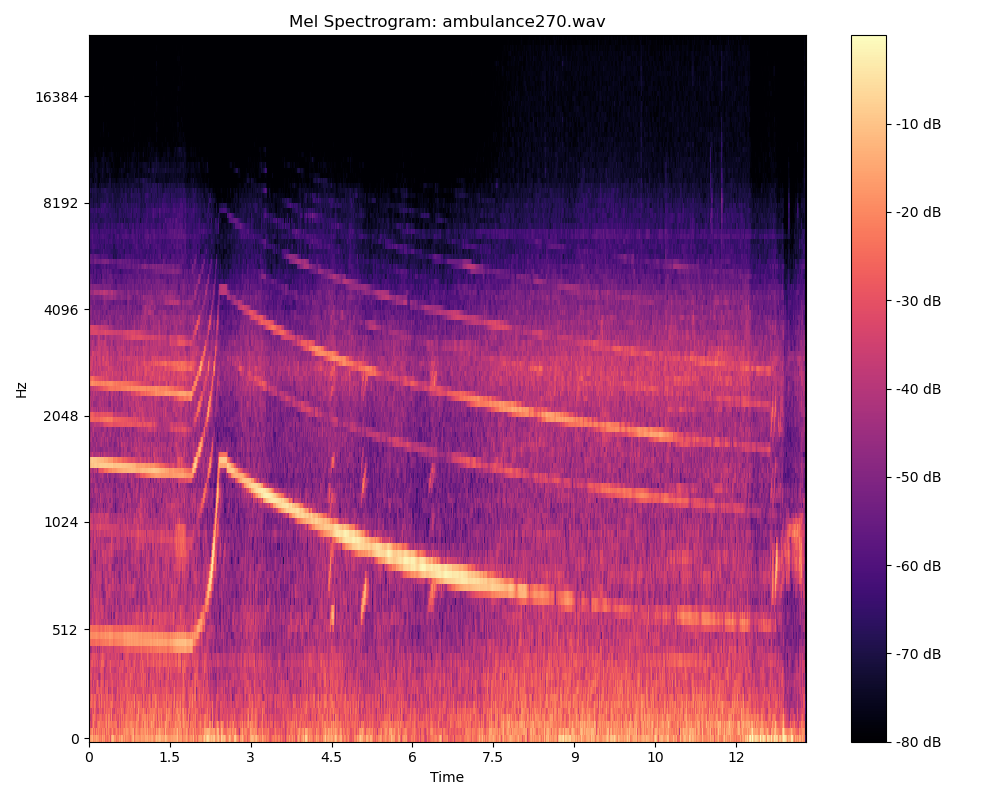 Mel Spectrogram: ambulance270.wav
16384
8192
4096
2048
1024
512
0
Hz
0 1.5 3 4.5 6 7.5 9 10 12
Time
-10 dB
-20 dB
-30 dB
-40 dB
-50 dB
-60 dB
-70 dB
-80 dB